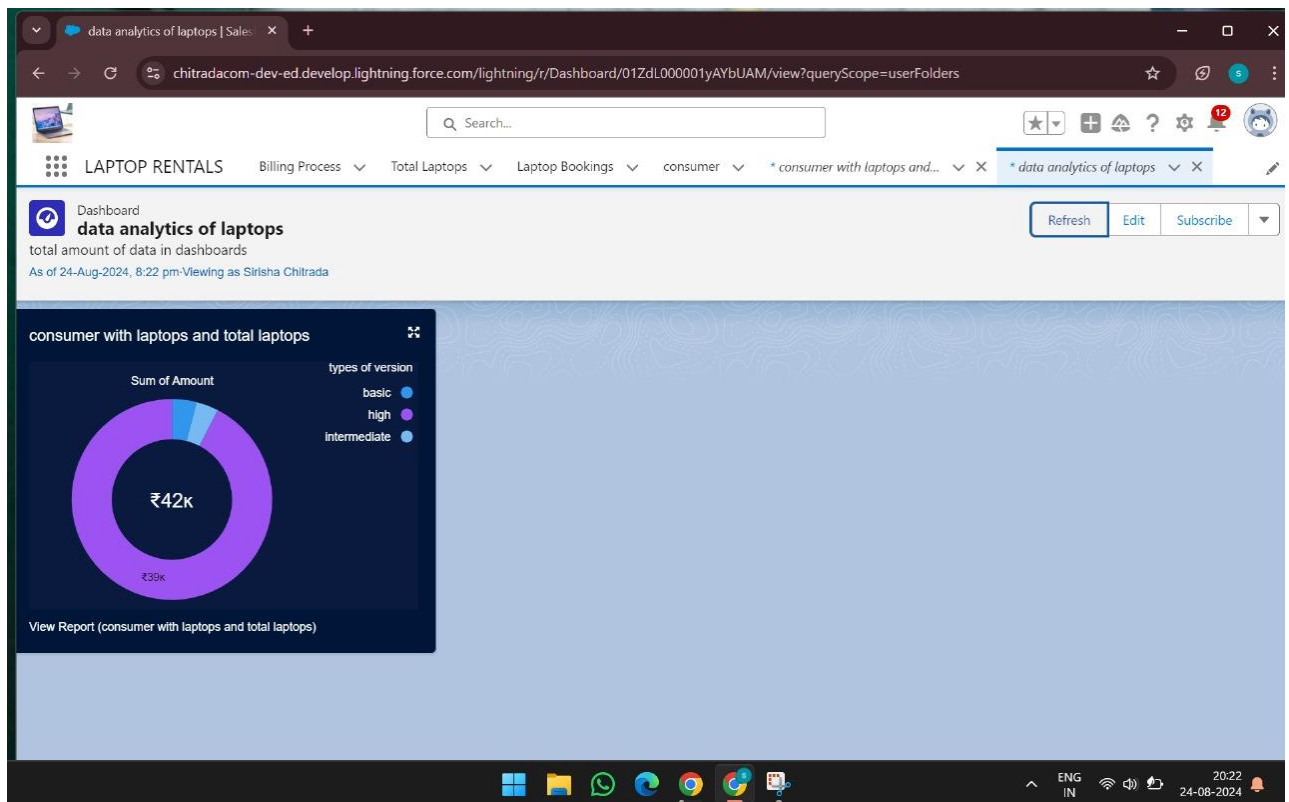 data analytics of laptops | Sales
chitradacom-dev-ed.develop.lightning.force.com/lightning/r/Dashboard/01ZdL000001yAYbUAM/view?queryScope=userFolders
s
Search...
12
LAPTOP RENTALS Billing Process Total Laptops Laptop Bookings consumer * consumer with laptops and... * data analytics of laptops
Dashboard
data analytics of laptops
total amount of data in dashboards
As of 24-Aug-2024, 8:22 pm·Viewing as Sirisha Chitrada
Refresh Edit Subscribe
consumer with laptops and total laptops
types of version
Sum of Amount
basic
high
intermediate
₹42K
₹39K
View Report (consumer with laptops and total laptops)
ENG
IN
20:22
24-08-2024